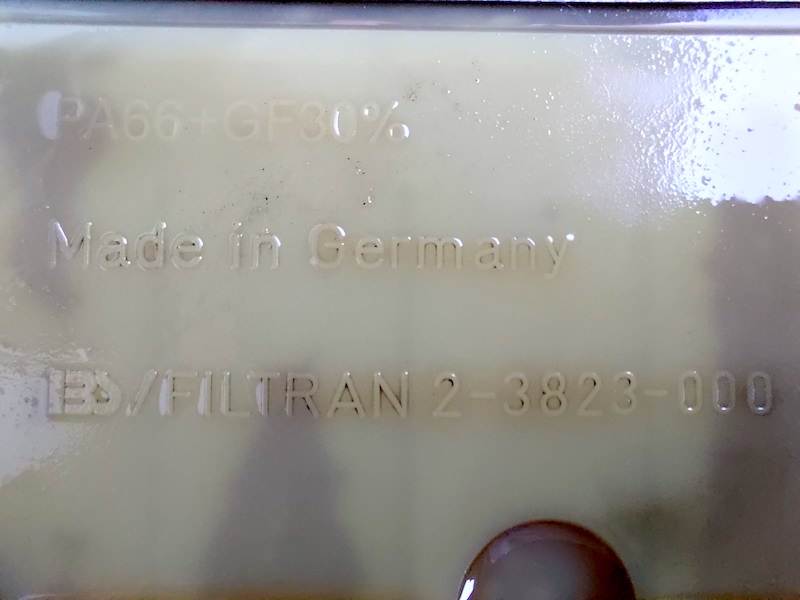 PA66+GF30%
Made in Germany
IBS/FILTRAN 2-3823-000